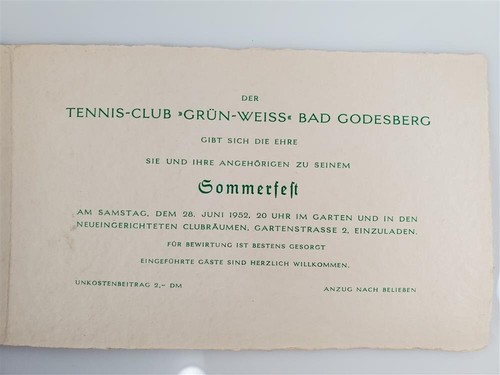 DER
TENNIS-CLUB »GRÜN-WEISS« BAD GODESBERG
GIBT SICH DIE EHRE
SIE UND IHRE ANGEHÖRIGEN ZU SEINEM
Sommerfest
AM SAMSTAG, DEM 28. JUNI 1952, 20 UHR IM GARTEN UND IN DEN
NEUEINGERICHTETEN CLUBRÄUMEN, GARTENSTRASSE 2, EINZULADEN.
FÜR BEWIRTUNG IST BESTENS GESORGT
EINGEFÜHRTE GÄSTE SIND HERZLICH WILLKOMMEN.
UNKOSTENBEITRAG 2,– DM ANZUG NACH BELIEBEN